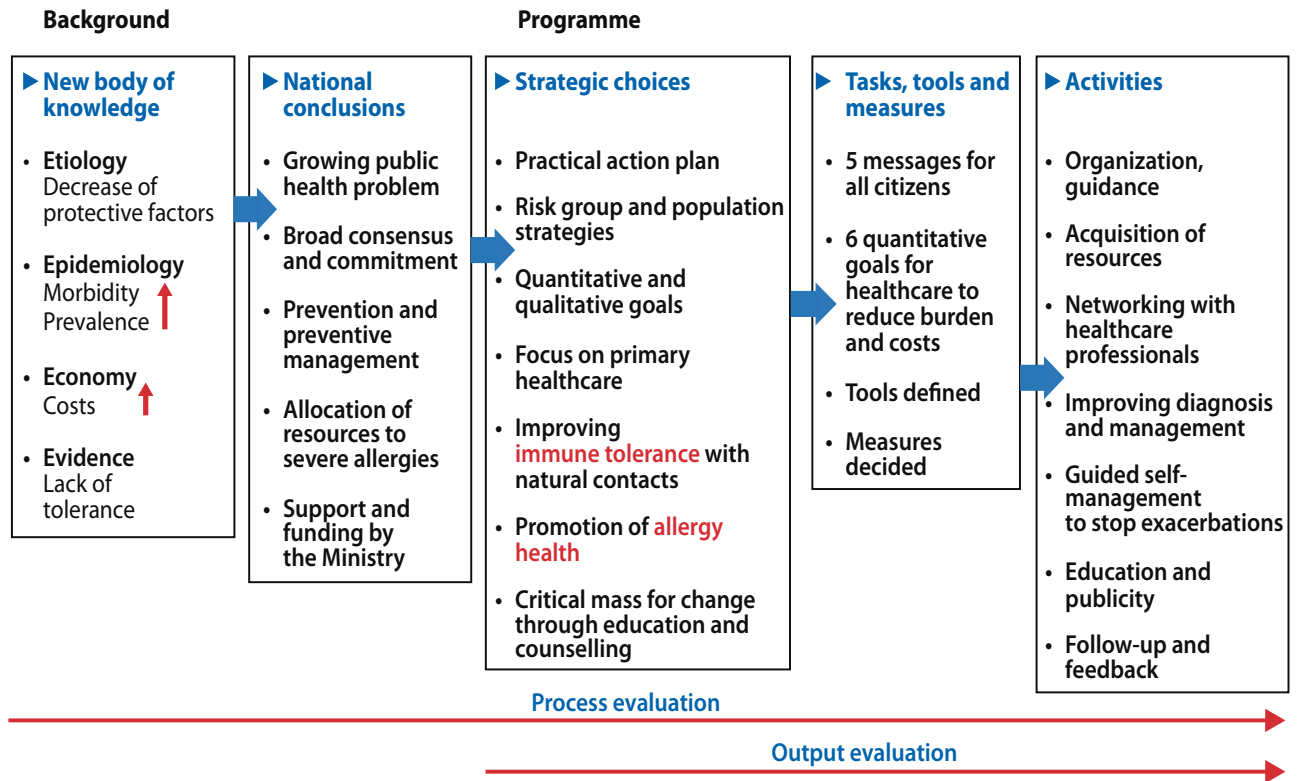 Background
Programme
▶ New body of
knowledge
• Etiology
Decrease of
protective factors
• Epidemiology
Morbidity
Prevalence
• Economy
Costs
• Evidence
Lack of
tolerance
▶ National
conclusions
• Growing public
health problem
• Broad consensus
and commitment
• Prevention and
preventive
management
• Allocation of
resources to
severe allergies
• Support and
funding by
the Ministry
▶ Strategic choices
• Practical action plan
• Risk group and population
strategies
• Quantitative and
qualitative goals
• Focus on primary
healthcare
• Improving
immune tolerance with
natural contacts
• Promotion of allergy
health
• Critical mass for change
through education and
counselling
▶ Tasks, tools and
measures
• 5 messages for
all citizens
• 6 quantitative
goals for
healthcare to
reduce burden
and costs
• Tools defined
• Measures
decided
▶ Activities
• Organization,
guidance
• Acquisition of
resources
• Networking with
healthcare
professionals
• Improving diagnosis
and management
• Guided self-
management
to stop exacerbations
• Education and
publicity
• Follow-up and
feedback
Process evaluation
Output evaluation